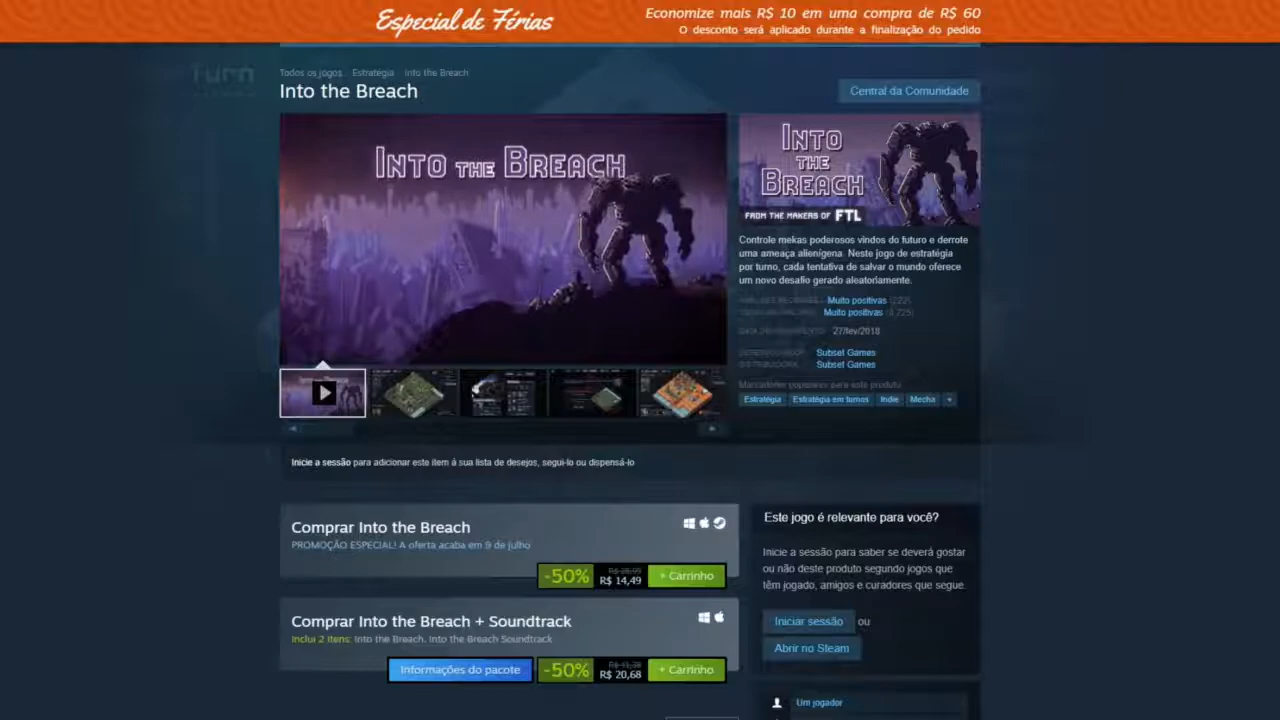 Especial de Férias
Economize mais R$ 10 em uma compra de R$ 60
O desconto será aplicado durante a finalização do pedido
Todos os jogos Estratégia Into the Breach
Into the Breach
Central da Comunidade
INTO THE BREACH
INTO
THE
BREACH
FROM THE MAKERS OF FTL
Controle mekas poderosos vindos do futuro e derrote
uma ameaça alienígena. Neste jogo de estratégia
por turno, cada tentativa de salvar o mundo oferece
um novo desafio gerado aleatoriamente.
Muito positivas
Muito positivas
27/fev/2018
Subset Games
Subset Games
Marcadores populares para este produto
Estratégia Estratégia em turnos Indie Mecha
Inicie a sessão para adicionar este item à sua lista de desejos, segui-lo ou dispensá-lo
Comprar Into the Breach
PROMOÇÃO ESPECIAL! A oferta acaba em 9 de julho
-50% R$ 28,99
R$ 14,49 + Carrinho
Comprar Into the Breach + Soundtrack
Inclui 2 itens: Into the Breach, Into the Breach Soundtrack
Informações do pacote -50% R$ 41,38
R$ 20,68 + Carrinho
Este jogo é relevante para você?
Inicie a sessão para saber se deverá gostar
ou não deste produto segundo jogos que
têm jogado, amigos e curadores que segue.
Iniciar sessão ou
Abrir no Steam
Um jogador